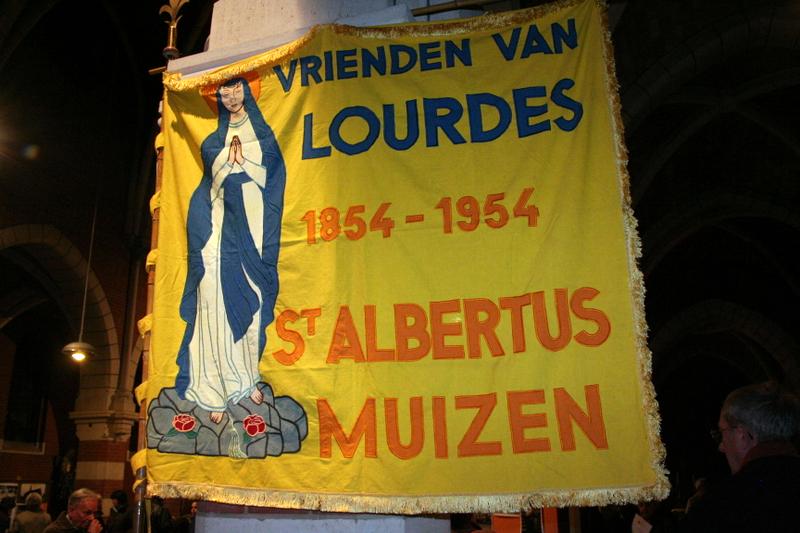 VRIENDEN VAN
LOURDES
1854-1954
ST ALBERTUS
MUIZEN